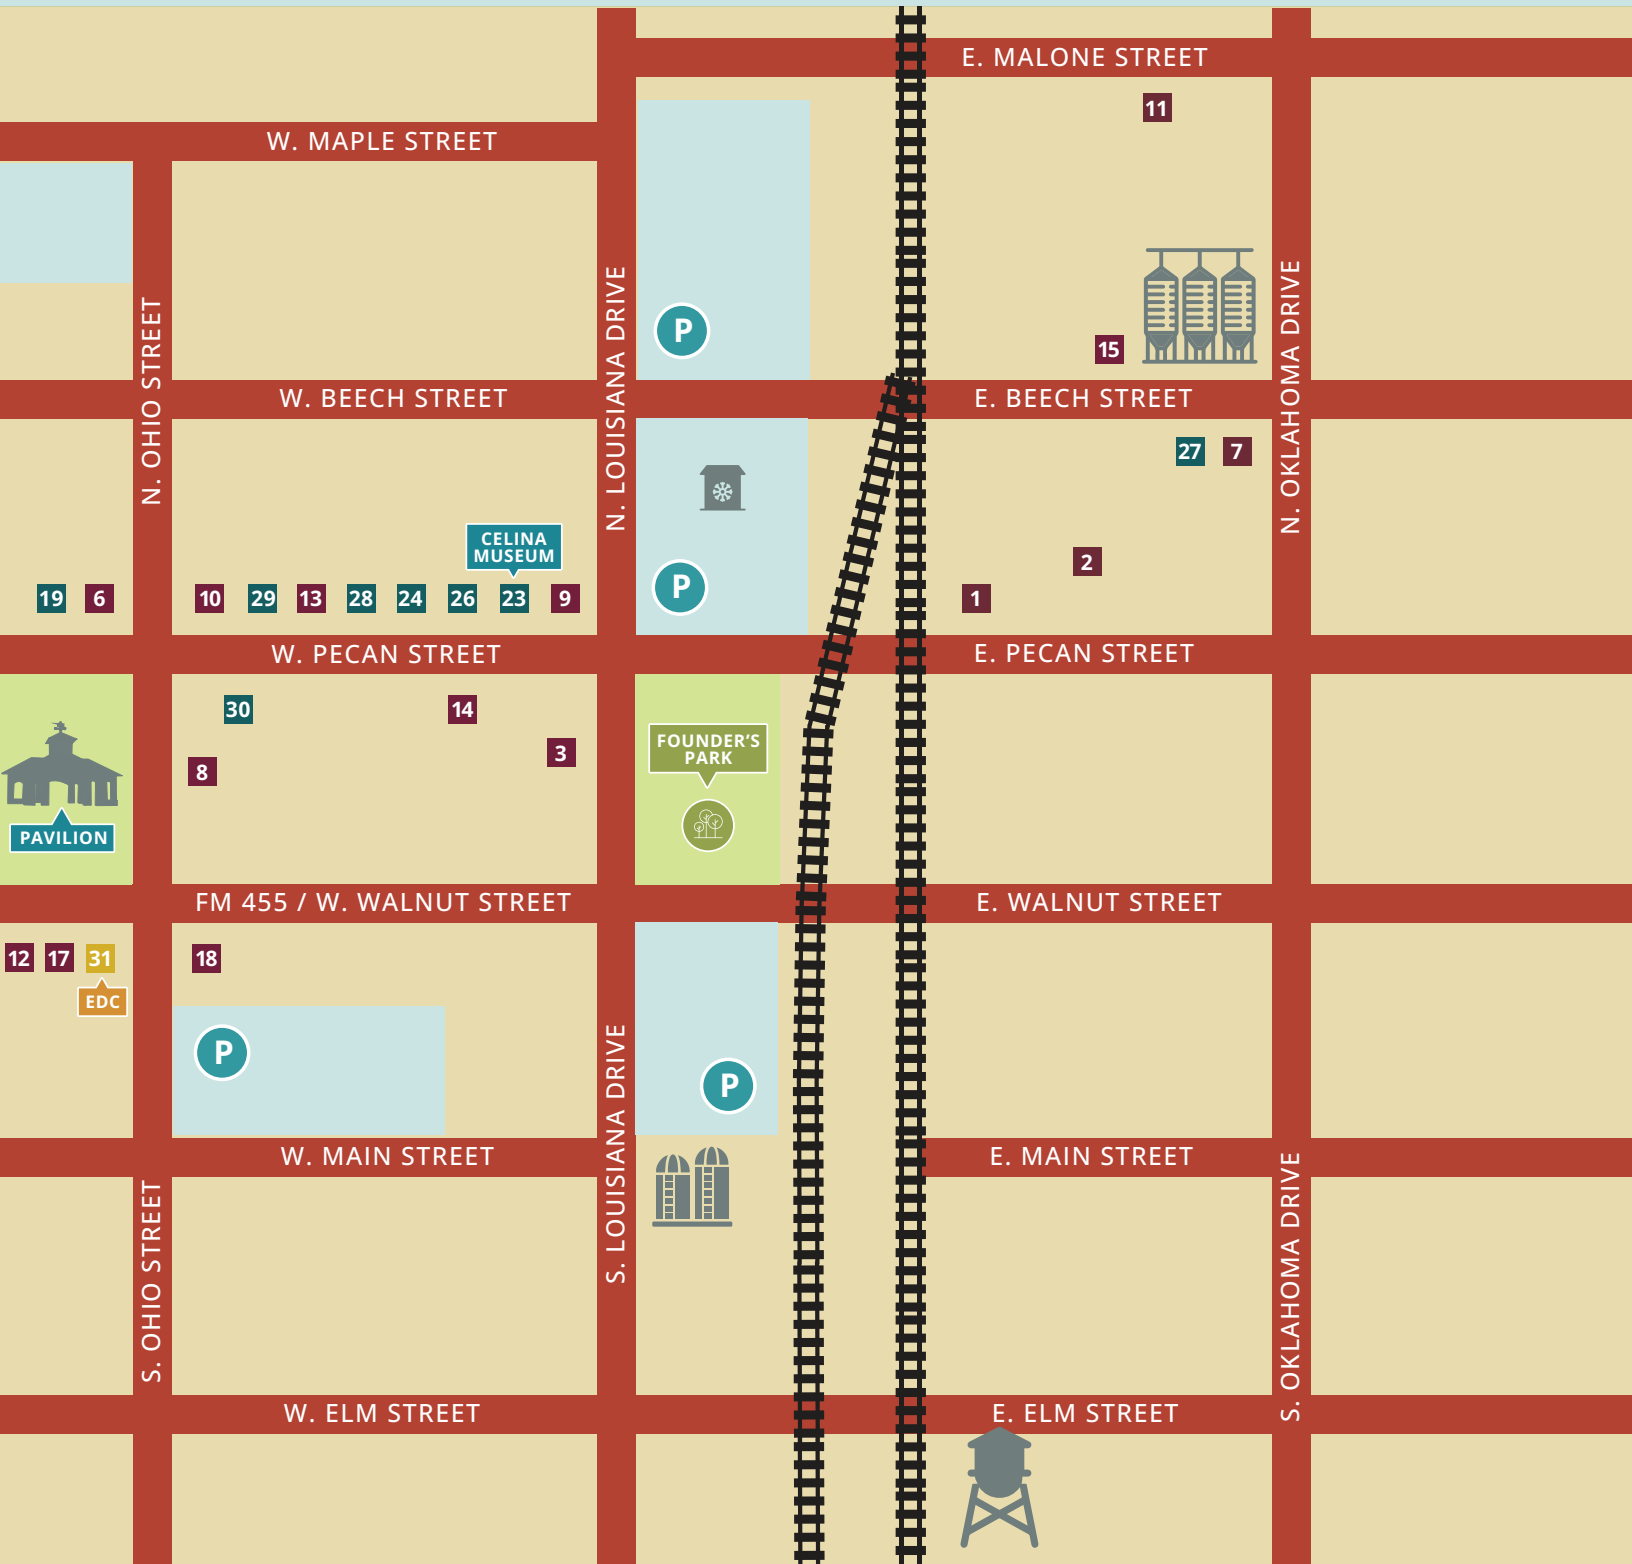 E. MALONE STREET
11
W. MAPLE STREET
N. OHIO STREET
N. LOUISIANA DRIVE
N. OKLAHOMA DRIVE
P
15
W. BEECH STREET
E. BEECH STREET
27
7
CELINA
MUSEUM
P
2
19
6
10
29
13
28
24
26
23
9
1
W. PECAN STREET
E. PECAN STREET
30
14
FOUNDER'S
PARK
3
8
PAVILION
FM 455 / W. WALNUT STREET
E. WALNUT STREET
12
17
31
18
EDC
P
P
S. LOUISIANA DRIVE
W. MAIN STREET
E. MAIN STREET
S. OHIO STREET
S. OKLAHOMA DRIVE
W. ELM STREET
E. ELM STREET